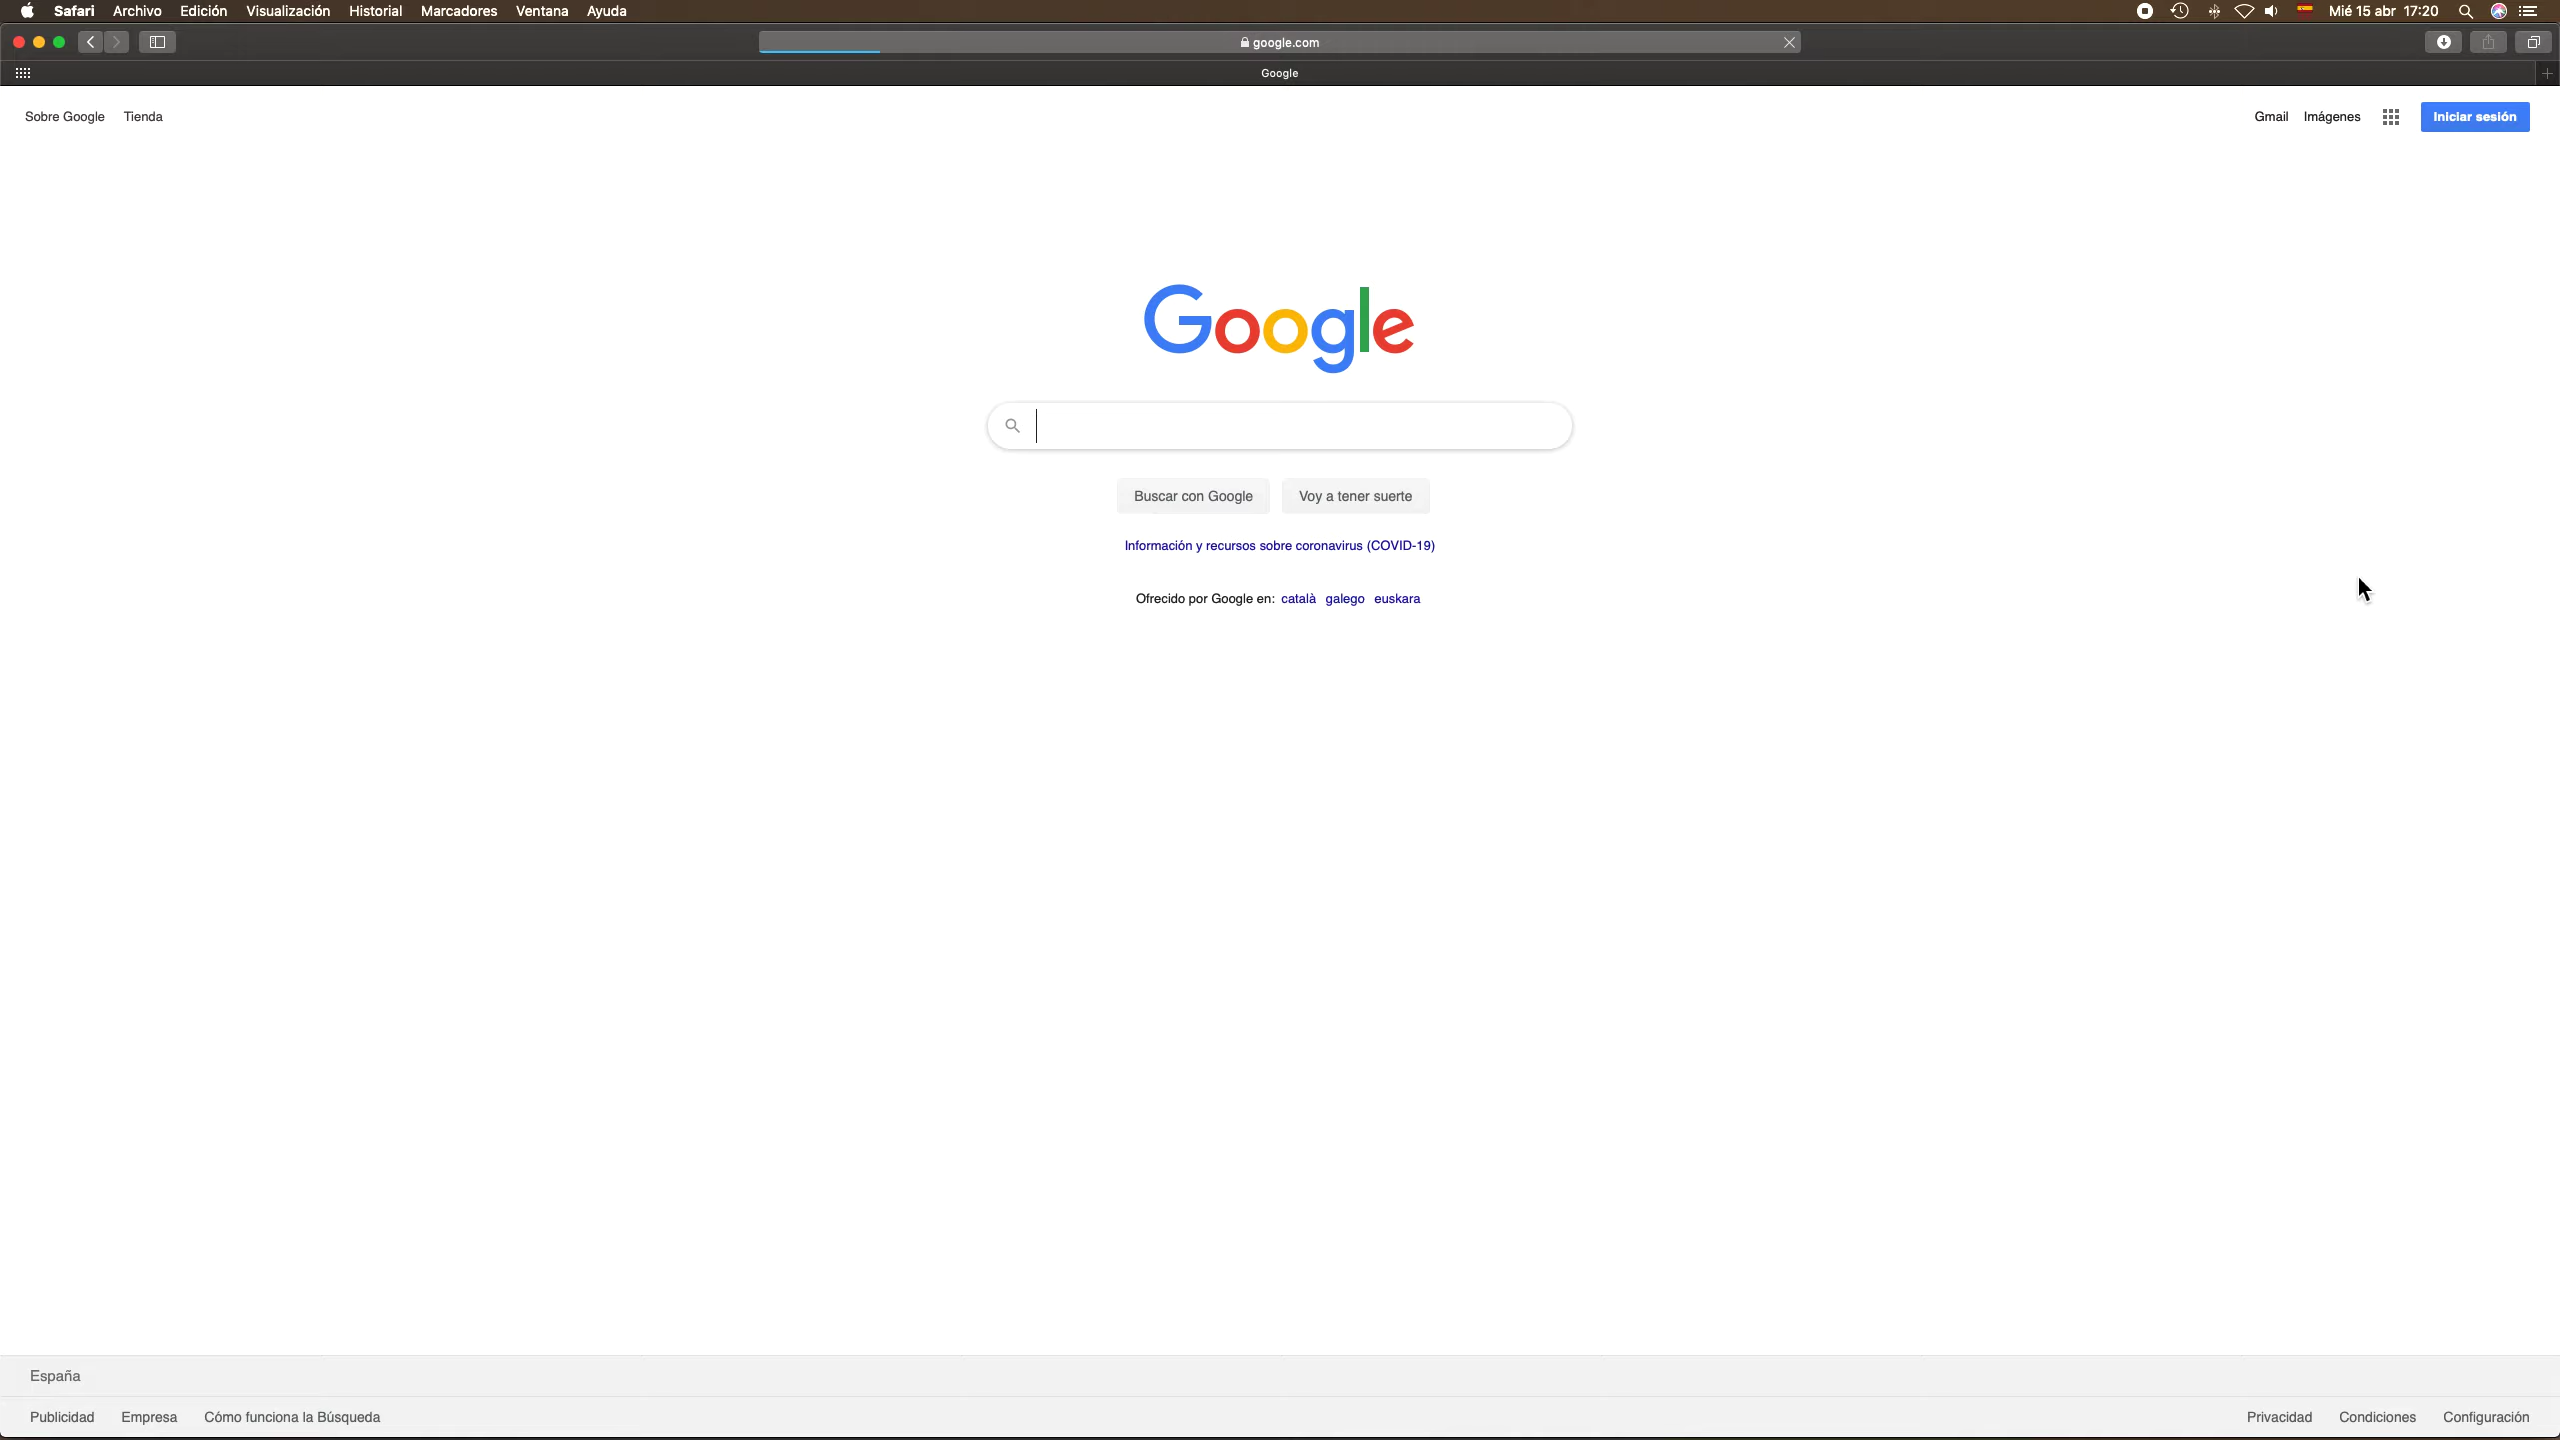 Safari Archivo Edición Visualización Historial Marcadores Ventana Ayuda Mié 15 abr 17:20
google.com
Google
Sobre Google Tienda Gmail Imágenes Iniciar sesión
Google
Buscar con Google Voy a tener suerte
Información y recursos sobre coronavirus (COVID-19)
Ofrecido por Google en: català galego euskara
España
Publicidad Empresa Cómo funciona la Búsqueda Privacidad Condiciones Configuración